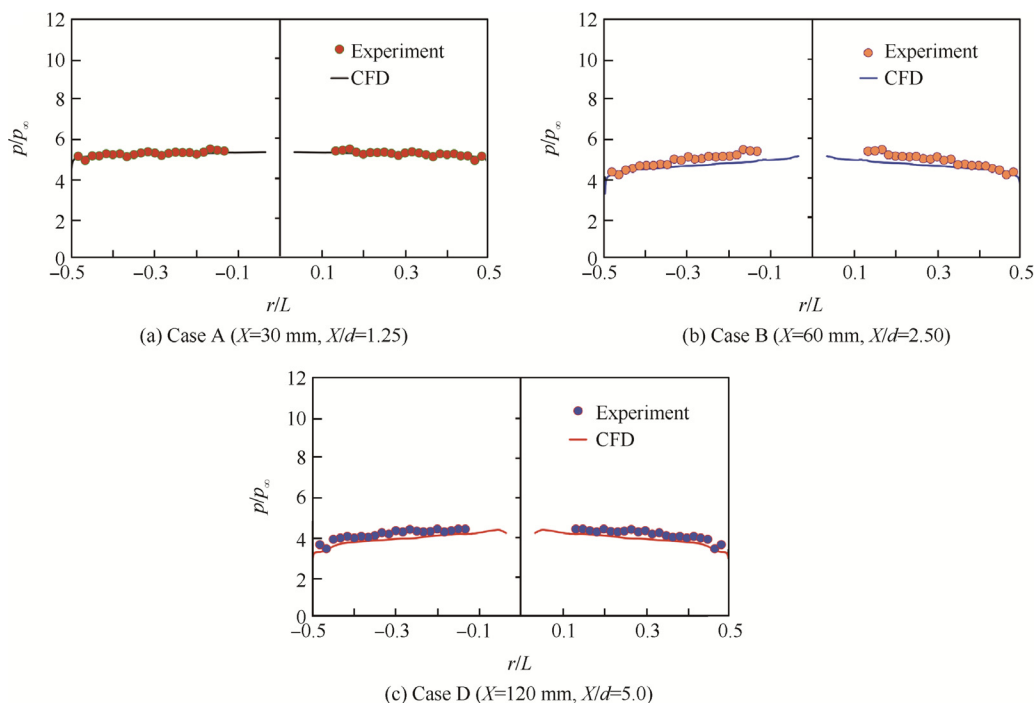 12
10
8
6
4
2
0
p/p∞
Experiment
CFD
−0.5 −0.3 −0.1 0.1 0.3 0.5
r/L
(a) Case A (X=30 mm, X/d=1.25)
12
10
8
6
4
2
0
p/p∞
Experiment
CFD
−0.5 −0.3 −0.1 0.1 0.3 0.5
r/L
(b) Case B (X=60 mm, X/d=2.50)
12
10
8
6
4
2
0
p/p∞
Experiment
CFD
−0.5 −0.3 −0.1 0.1 0.3 0.5
r/L
(c) Case D (X=120 mm, X/d=5.0)